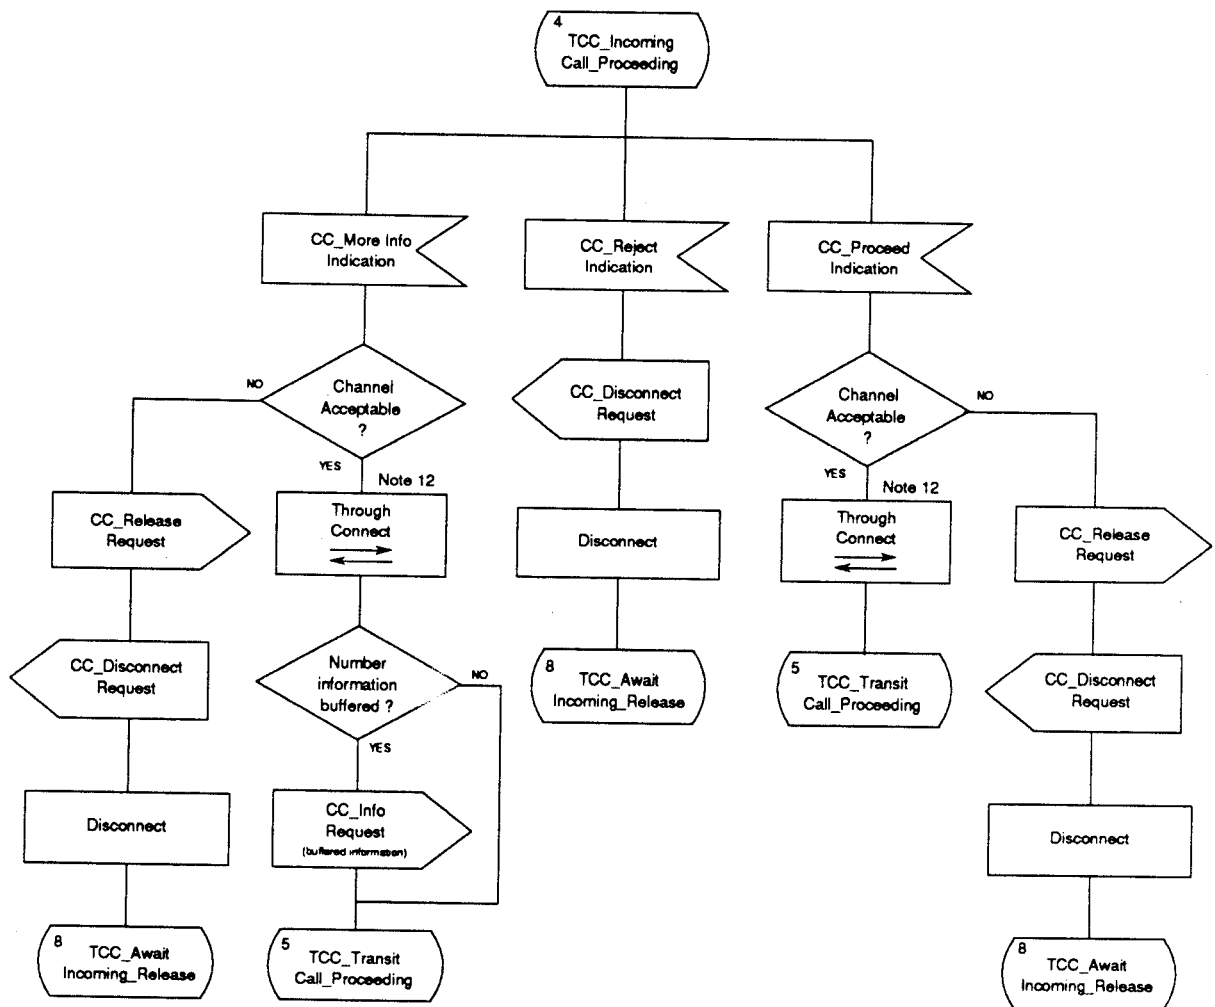 4
TCC_Incoming
Call_Proceeding
CC_More Info
Indication
CC_Reject
Indication
CC_Proceed
Indication
NO
Channel
Acceptable
?
YES
Note 12
CC_Disconnect
Request
Channel
Acceptable
?
NO
YES
Note 12
CC_Release
Request
Through
Connect
Disconnect
Through
Connect
CC_Release
Request
CC_Disconnect
Request
Number
information
buffered ?
NO
YES
8
TCC_Await
Incoming_Release
5
TCC_Transit
Call_Proceeding
CC_Disconnect
Request
Disconnect
CC_Info
Request
(buffered information)
Disconnect
8
TCC_Await
Incoming_Release
5
TCC_Transit
Call_Proceeding
8
TCC_Await
Incoming_Release